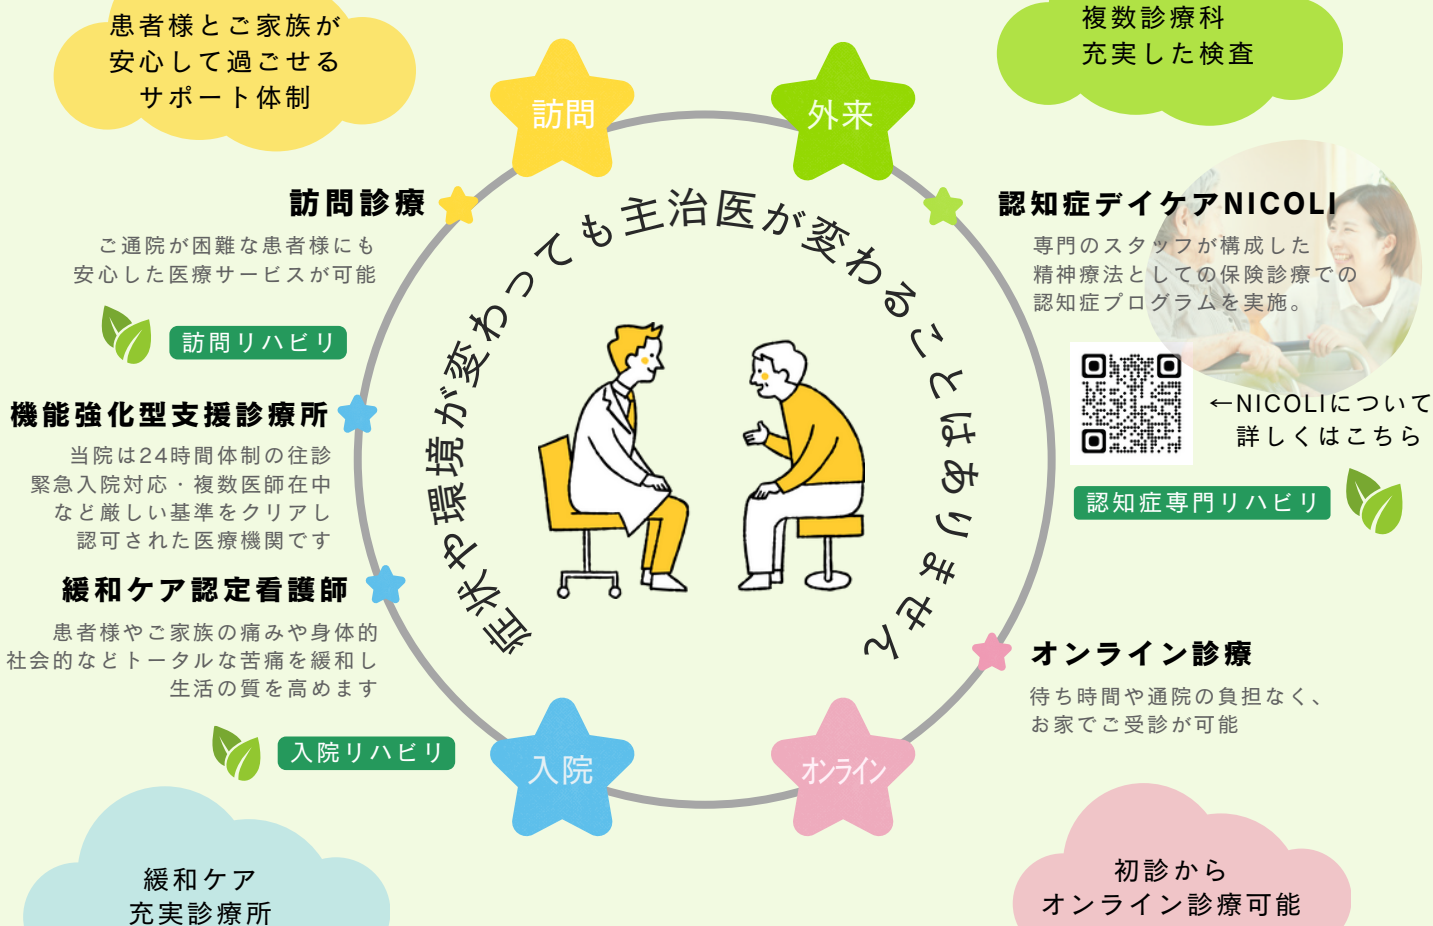 患者様とご家族が
安心して過ごせる
サポート体制
複数診療科
充実した検査
訪問
外来
症状や環境が変わっても主治医が変わることはありません
訪問診療
ご通院が困難な患者様にも
安心した医療サービスが可能
訪問リハビリ
機能強化型支援診療所
当院は24時間体制の往診
緊急入院対応・複数医師在中
など厳しい基準をクリアし
認可された医療機関です
緩和ケア認定看護師
患者様やご家族の痛みや身体的
社会的などトータルな苦痛を緩和し
生活の質を高めます
入院リハビリ
認知症デイケアNICOLI
専門のスタッフが構成した
精神療法としての保険診療での
認知症プログラムを実施。
←NICOLIについて
詳しくはこちら
認知症専門リハビリ
オンライン診療
待ち時間や通院の負担なく、
お家でご受診が可能
入院
オンライン
緩和ケア
充実診療所
初診から
オンライン診療可能